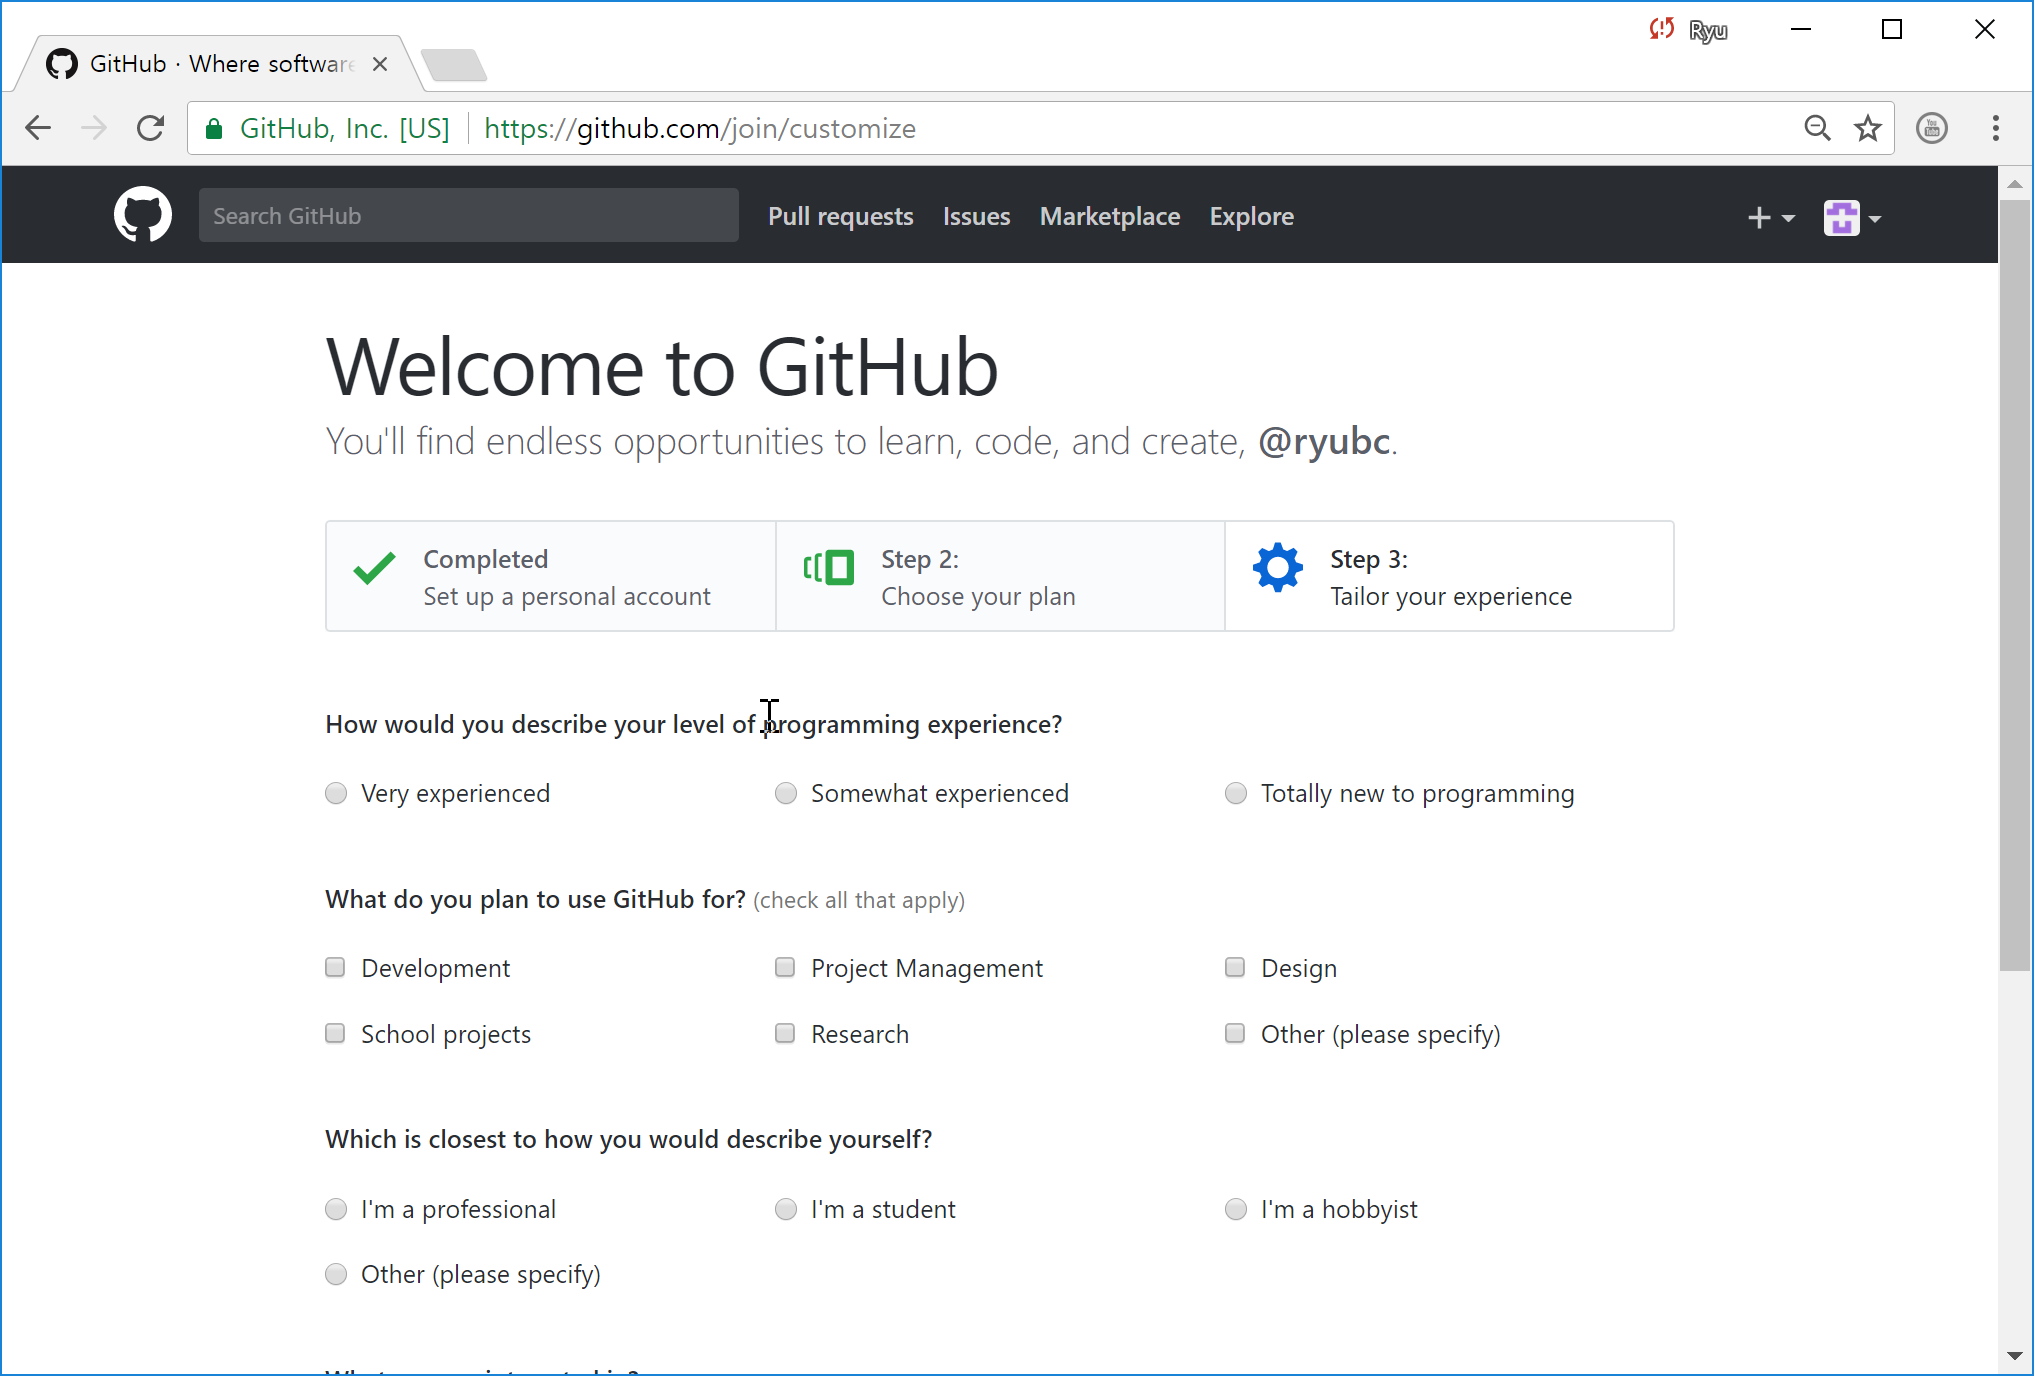 Ryu
GitHub · Where software
GitHub, Inc. [US] https://github.com/join/customize
Search GitHub Pull requests Issues Marketplace Explore
Welcome to GitHub
You'll find endless opportunities to learn, code, and create, @ryubc.
Completed
Set up a personal account
Step 2:
Choose your plan
Step 3:
Tailor your experience
How would you describe your level of programming experience?
Very experienced Somewhat experienced Totally new to programming
What do you plan to use GitHub for? (check all that apply)
Development Project Management Design
School projects Research Other (please specify)
Which is closest to how you would describe yourself?
I'm a professional I'm a student I'm a hobbyist
Other (please specify)